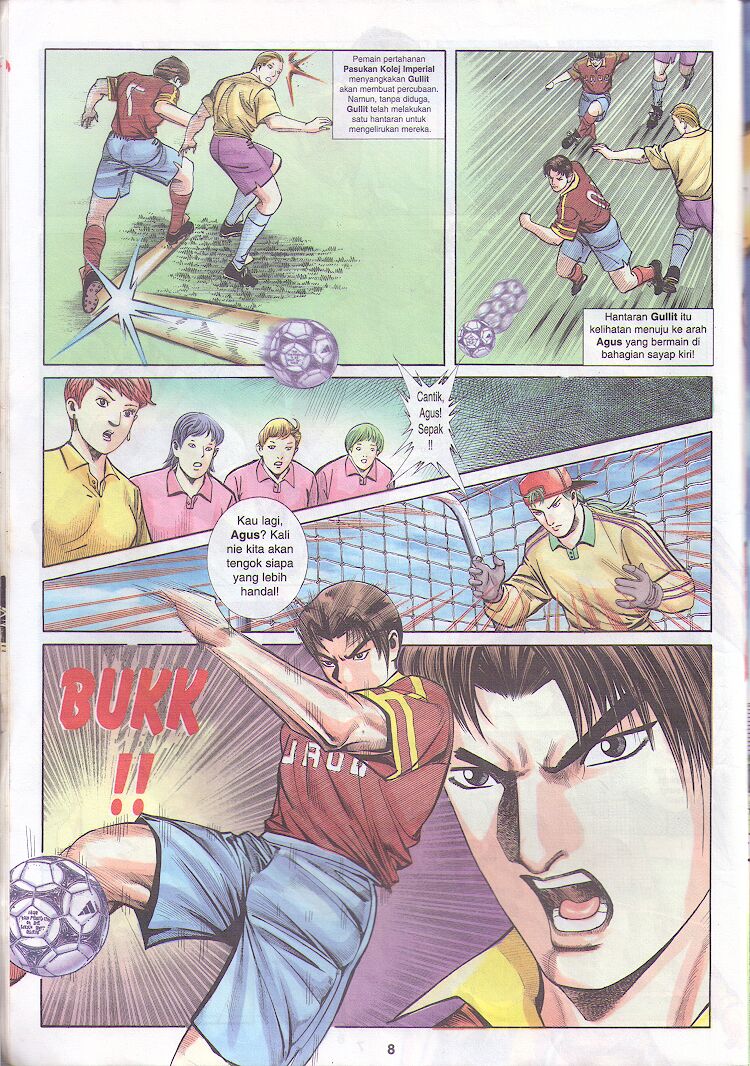 Pemain pertahanan
Pasukan Kolej Imperial
menyangkakan Gullit
akan membuat percubaan.
Namun, tanpa diduga,
Gullit telah melakukan
satu hantaran untuk
mengelirukan mereka.
Hantaran Gullit itu
kelihatan menuju ke arah
Agus yang bermain di
bahagian sayap kiri!
Cantik,
Agus!
Sepak
!!
Kau lagi,
Agus? Kali
nie kita akan
tengok siapa
yang lebih
handal!
BUKK
!!
8